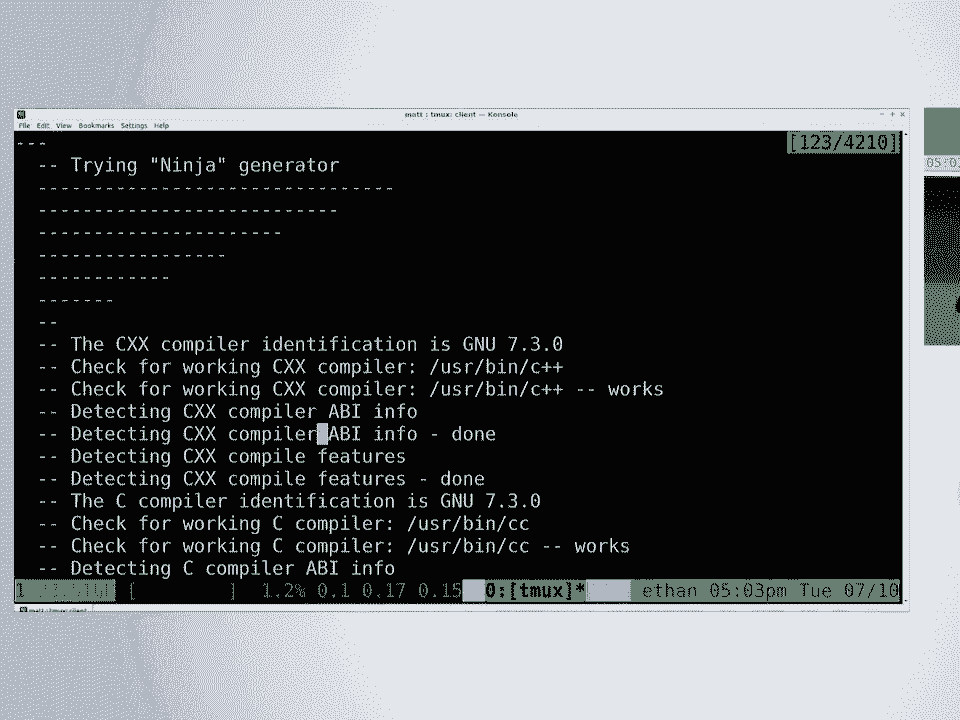 matt : tmux: client — Konsole
File Edit View Bookmarks Settings Help
--- [123/4210]
-- Trying "Ninja" generator
--------------------------------
---------------------------
----------------------
-----------------
------------
-------
--
-- The CXX compiler identification is GNU 7.3.0
-- Check for working CXX compiler: /usr/bin/c++
-- Check for working CXX compiler: /usr/bin/c++ -- works
-- Detecting CXX compiler ABI info
-- Detecting CXX compiler ABI info - done
-- Detecting CXX compile features
-- Detecting CXX compile features - done
-- The C compiler identification is GNU 7.3.0
-- Check for working C compiler: /usr/bin/cc
-- Check for working C compiler: /usr/bin/cc -- works
-- Detecting C compiler ABI info
[ ] 1.2% 0.1 0.17 0.15 0:[tmux]* ethan 05:03pm Tue 07/10
matt : tmux: client